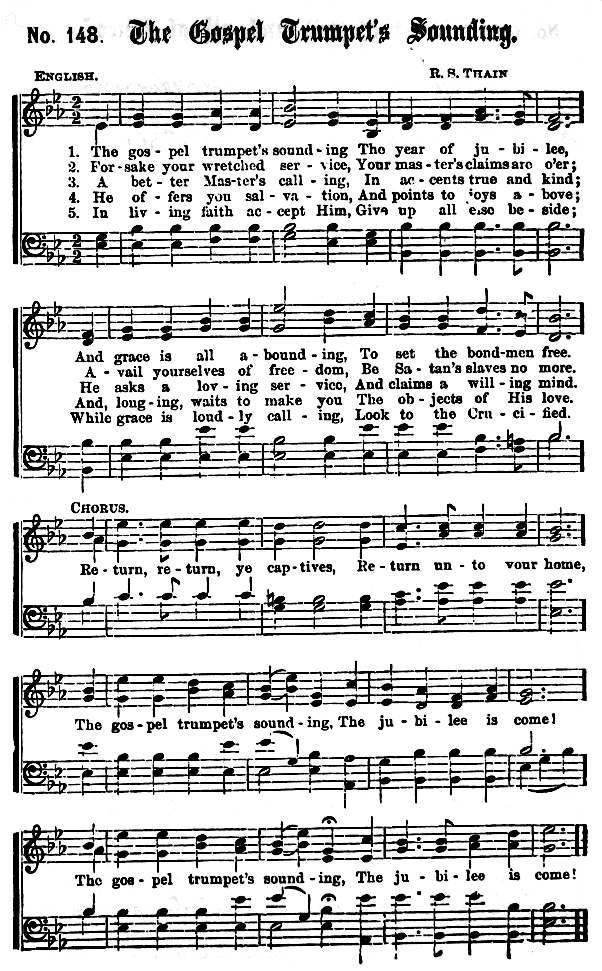 No. 148. The Gospel Trumpet's Sounding.
ENGLISH. R. S. THAIN
1. The gos - pel trumpet's sound - ing The year of ju - bi - lee,
2. For - sake your wretched ser - vice, Your mas - ter's claims are o'er;
3. A bet - ter Mas - ter's call - ing, In ac - cents true and kind;
4. He of - fers you sal - va - tion, And points to joys a - bove;
5. In liv - ing faith ac - cept Him, Give up all else be - side;
And grace is all a - bound - ing, To set the bond - men free.
A - vail yourselves of free - dom, Be Sa - tan's slaves no more.
He asks a lov - ing ser - vice, And claims a will - ing mind.
And, long - ing, waits to make you The ob - jects of His love.
While grace is loud - ly call - ing, Look to the Cru - ci - fied.
CHORUS.
Re - turn, re - turn, ye cap - tives, Re - turn un - to your home,
The gos - pel trumpet's sound - ing, The ju - bi - lee is come!
The gos - pel trumpet's sound - ing, The ju - bi - lee is come!